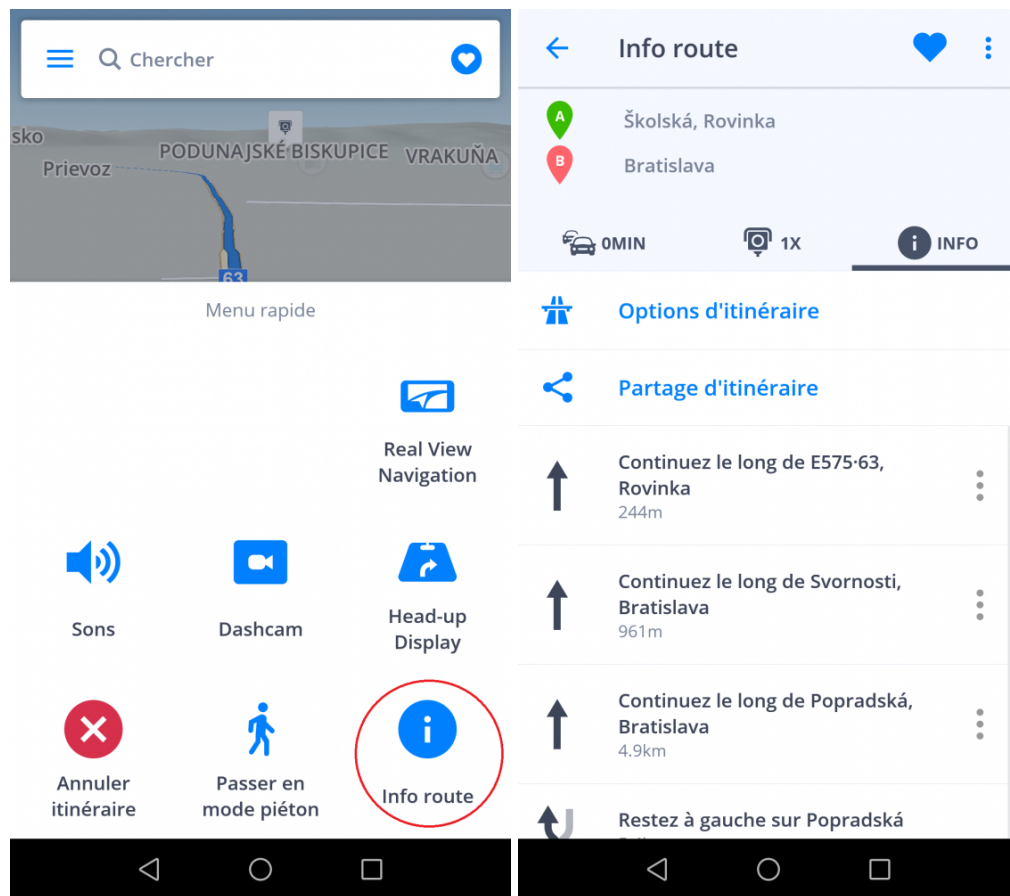 Chercher
sko
PODUNAJSKÉ BISKUPICE
VRAKUŇA
Prievoz
63
Menu rapide
Real View
Navigation
Sons
Dashcam
Head-up
Display
Annuler
itinéraire
Passer en
mode piéton
Info route
Info route
A
Školská, Rovinka
B
Bratislava
0MIN
1X
INFO
Options d'itinéraire
Partage d'itinéraire
Continuez le long de E575·63,
Rovinka
244m
Continuez le long de Svornosti,
Bratislava
961m
Continuez le long de Popradská,
Bratislava
4.9km
Restez à gauche sur Popradská